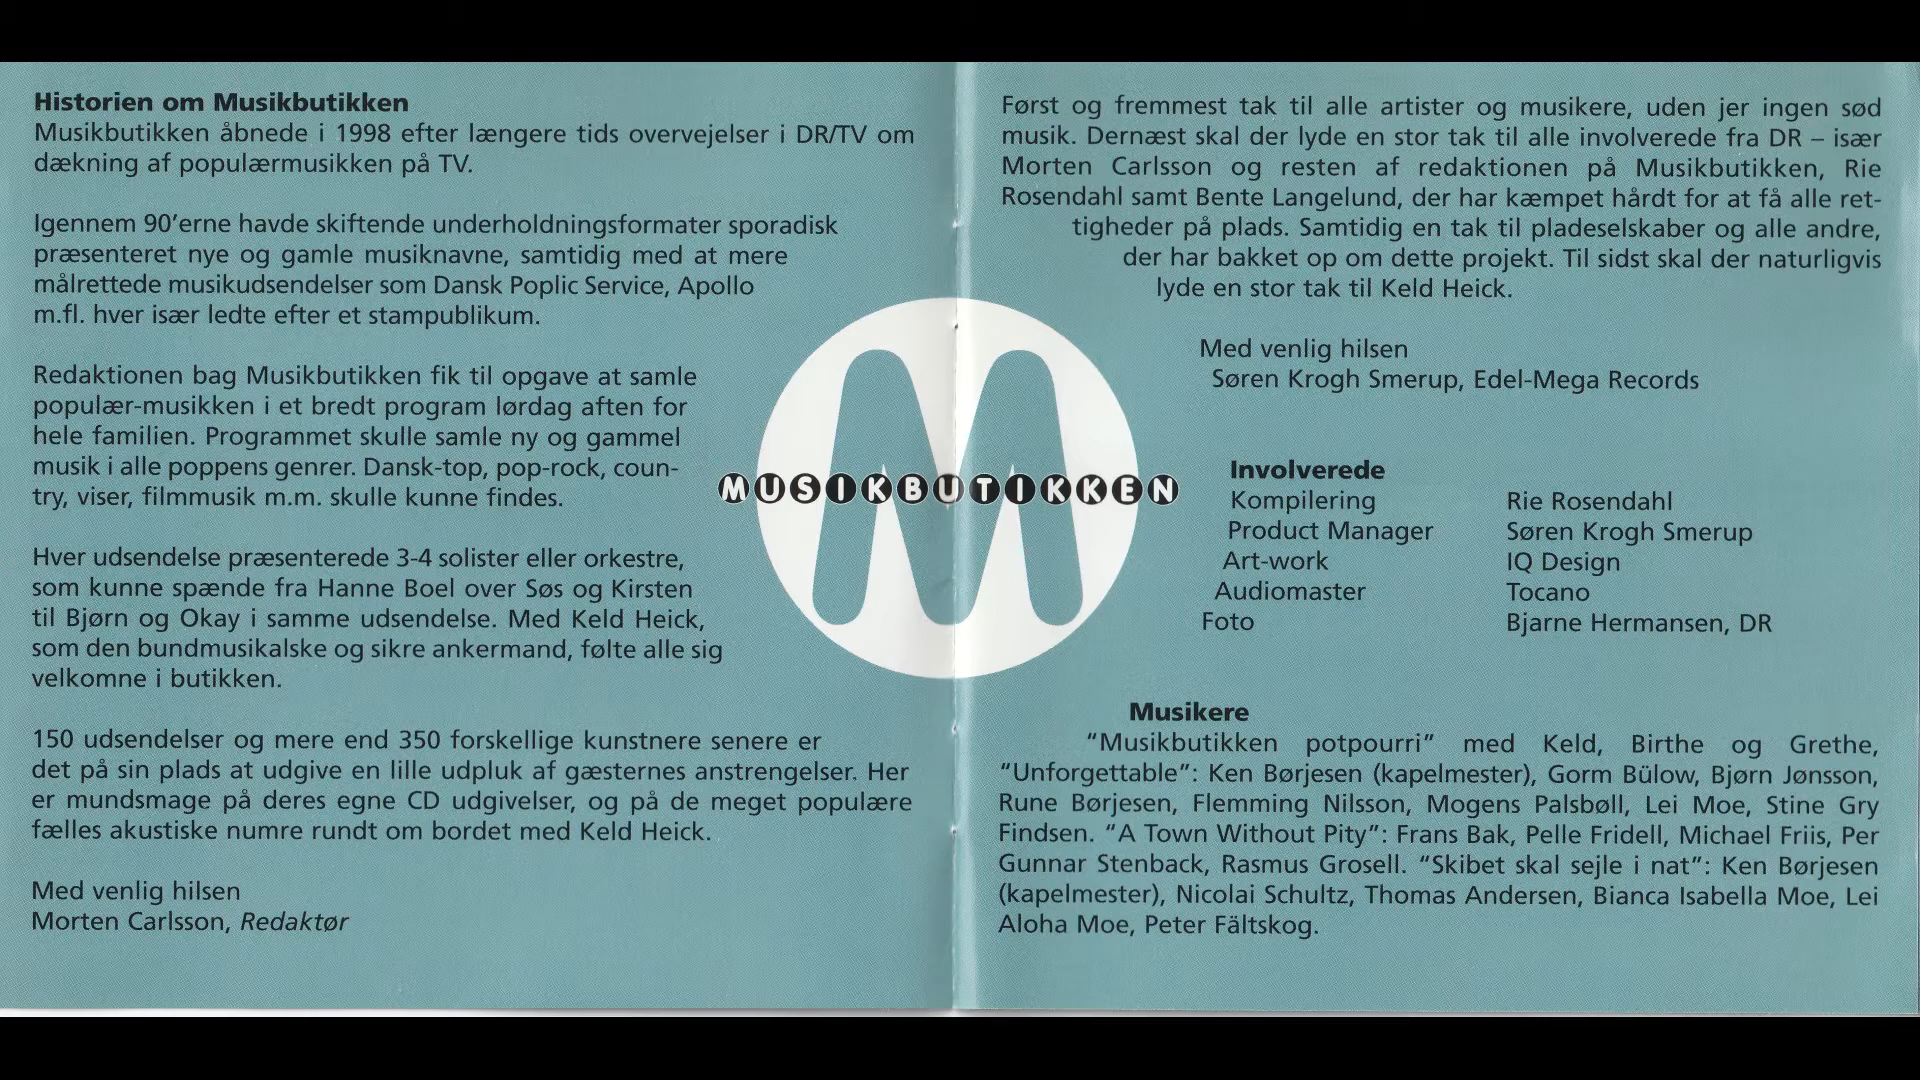 Historien om Musikbutikken
Musikbutikken åbnede i 1998 efter længere tids overvejelser i DR/TV om
dækning af populærmusikken på TV.
Igennem 90’erne havde skiftende underholdningsformater sporadisk
præsenteret nye og gamle musiknavne, samtidig med at mere
målrettede musikudsendelser som Dansk Poplic Service, Apollo
m.fl. hver især ledte efter et stampublikum.
Redaktionen bag Musikbutikken fik til opgave at samle
populær-musikken i et bredt program lørdag aften for
hele familien. Programmet skulle samle ny og gammel
musik i alle poppens genrer. Dansk-top, pop-rock, coun-
try, viser, filmmusik m.m. skulle kunne findes.
Hver udsendelse præsenterede 3-4 solister eller orkestre,
som kunne spænde fra Hanne Boel over Søs og Kirsten
til Bjørn og Okay i samme udsendelse. Med Keld Heick,
som den bundmusikalske og sikre ankermand, følte alle sig
velkomne i butikken.
150 udsendelser og mere end 350 forskellige kunstnere senere er
det på sin plads at udgive en lille udpluk af gæsternes anstrengelser. Her
er mundsmage på deres egne CD udgivelser, og på de meget populære
fælles akustiske numre rundt om bordet med Keld Heick.
Med venlig hilsen
Morten Carlsson, Redaktør
M
MUSIKBUTIKKEN
Først og fremmest tak til alle artister og musikere, uden jer ingen sød
musik. Dernæst skal der lyde en stor tak til alle involverede fra DR – især
Morten Carlsson og resten af redaktionen på Musikbutikken, Rie
Rosendahl samt Bente Langelund, der har kæmpet hårdt for at få alle ret-
tigheder på plads. Samtidig en tak til pladeselskaber og alle andre,
der har bakket op om dette projekt. Til sidst skal der naturligvis
lyde en stor tak til Keld Heick.
Med venlig hilsen
Søren Krogh Smerup, Edel-Mega Records
Involverede
Kompilering Rie Rosendahl
Product Manager Søren Krogh Smerup
Art-work IQ Design
Audiomaster Tocano
Foto Bjarne Hermansen, DR
Musikere
“Musikbutikken potpourri” med Keld, Birthe og Grethe,
“Unforgettable”: Ken Børjesen (kapelmester), Gorm Bülow, Bjørn Jønsson,
Rune Børjesen, Flemming Nilsson, Mogens Palsbøll, Lei Moe, Stine Gry
Findsen. “A Town Without Pity”: Frans Bak, Pelle Fridell, Michael Friis, Per
Gunnar Stenback, Rasmus Grosell. “Skibet skal sejle i nat”: Ken Børjesen
(kapelmester), Nicolai Schultz, Thomas Andersen, Bianca Isabella Moe, Lei
Aloha Moe, Peter Fältskog.